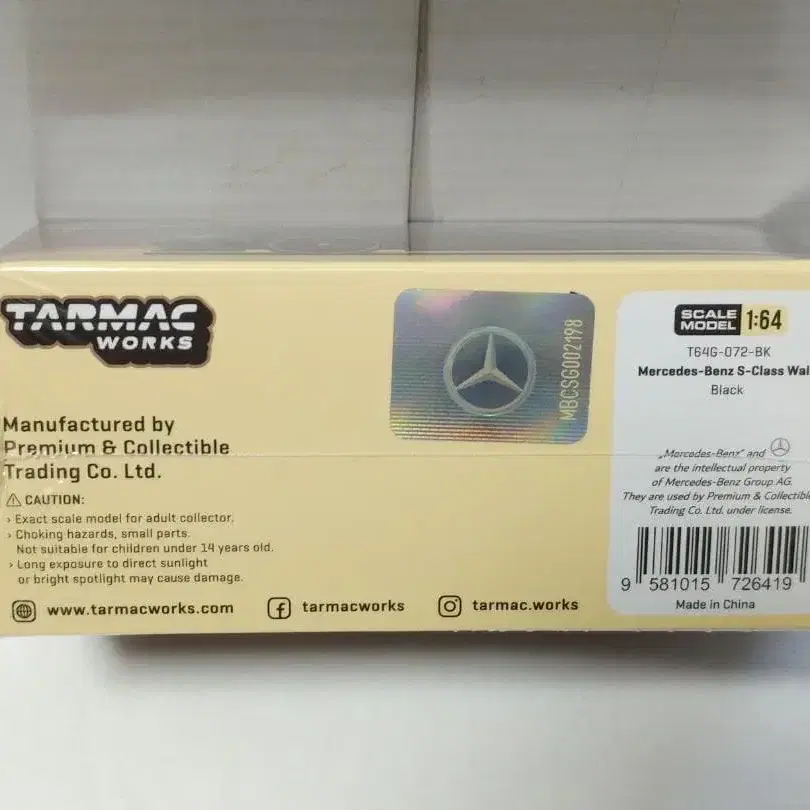 TARMAC
WORKS
Manufactured by
Premium & Collectible
Trading Co. Ltd.
CAUTION:
› Exact scale model for adult collector.
› Choking hazards, small parts.
Not suitable for children under 14 years old.
› Long exposure to direct sunlight
or bright spotlight may cause damage.
www.tarmacworks.com
tarmacworks
tarmac.works
MBCSG002198
SCALE
MODEL 1:64
T64G-072-BK
Mercedes-Benz S-Class Wal
Black
„Mercedes-Benz" and
are the intellectual property
of Mercedes-Benz Group AG.
They are used by Premium & Collectible
Trading Co. Ltd. under license.
9 581015 726419
Made in China